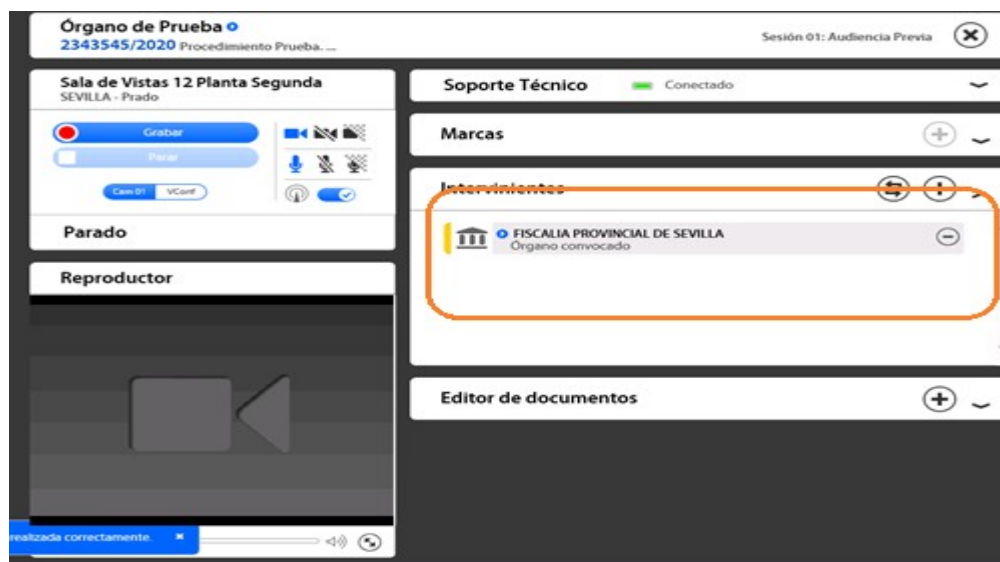 Órgano de Prueba
2343545/2020 Procedimiento Prueba. ...
Sesión 01: Audiencia Previa
Sala de Vistas 12 Planta Segunda
SEVILLA - Prado
Grabar
Parar
Cam 01 VConf
Parado
Reproductor
realizada correctamente.
Soporte Técnico Conectado
Marcas
Intervinientes
FISCALIA PROVINCIAL DE SEVILLA
Órgano convocado
Editor de documentos